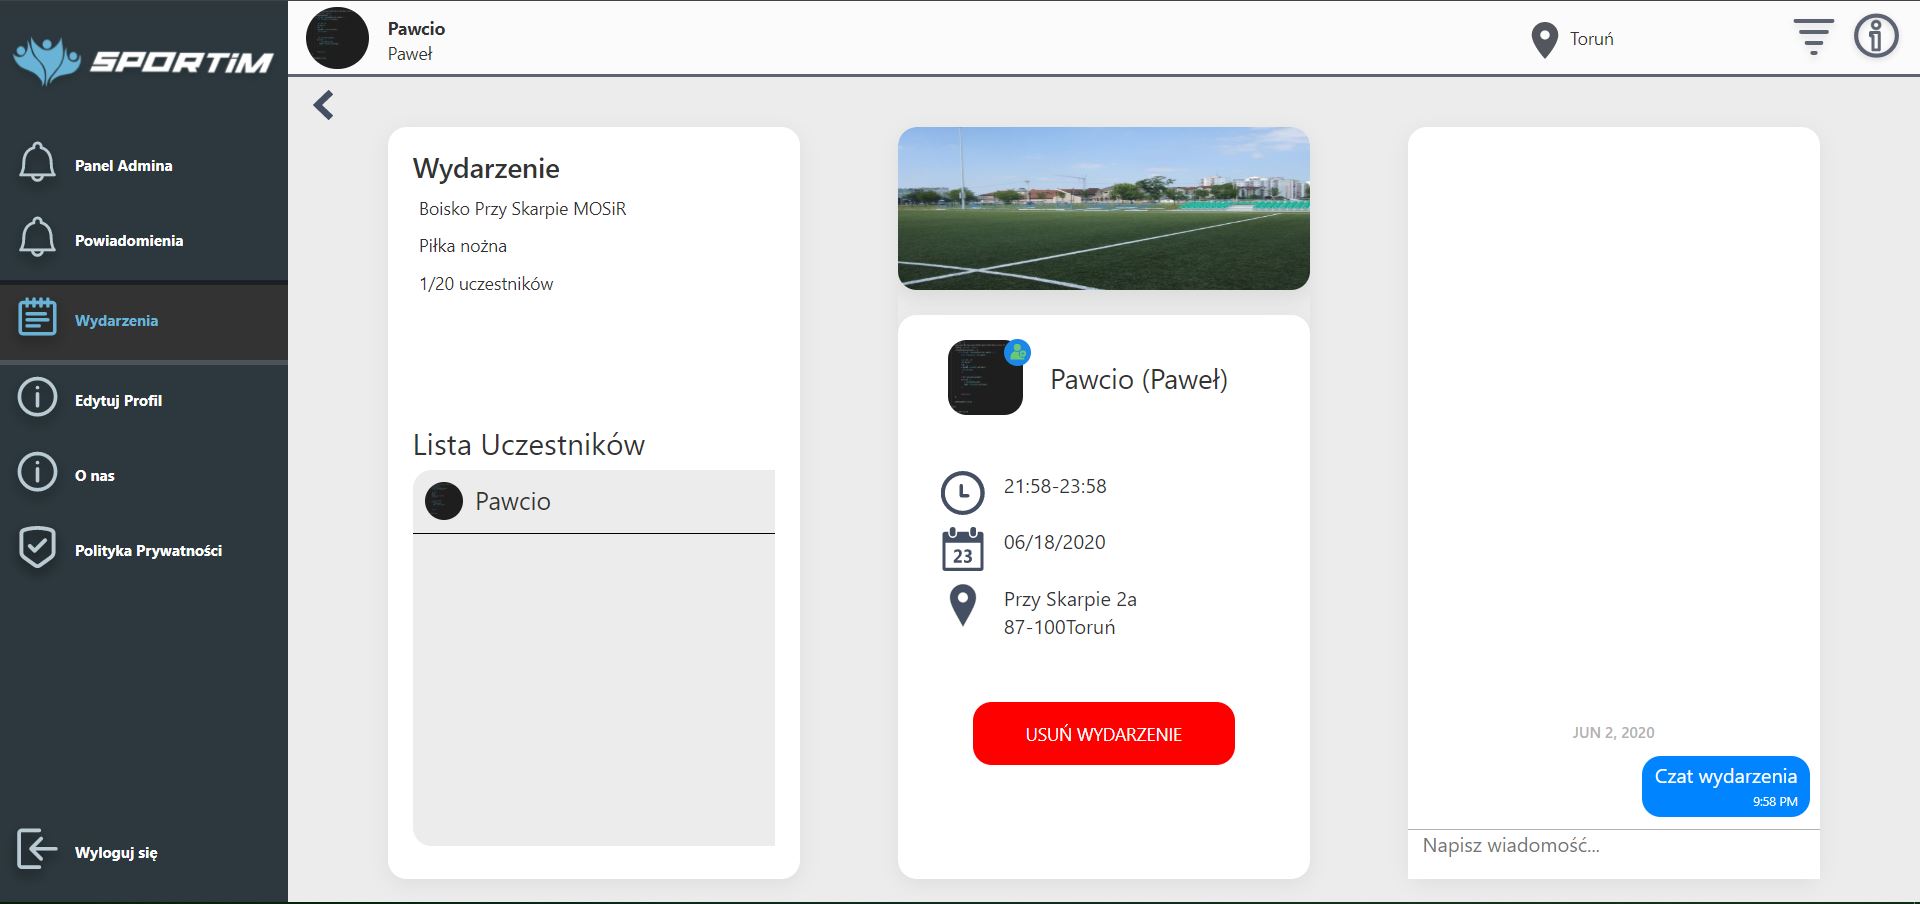 SPORTiM
Panel Admina
Powiadomienia
Wydarzenia
Edytuj Profil
O nas
Polityka Prywatności
Wyloguj się
Pawcio
Paweł
Toruń
Wydarzenie
Boisko Przy Skarpie MOSiR
Piłka nożna
1/20 uczestników
Lista Uczestników
Pawcio
Pawcio (Paweł)
21:58-23:58
23
06/18/2020
Przy Skarpie 2a
87-100Toruń
USUŃ WYDARZENIE
JUN 2, 2020
Czat wydarzenia
9:58 PM
Napisz wiadomość...